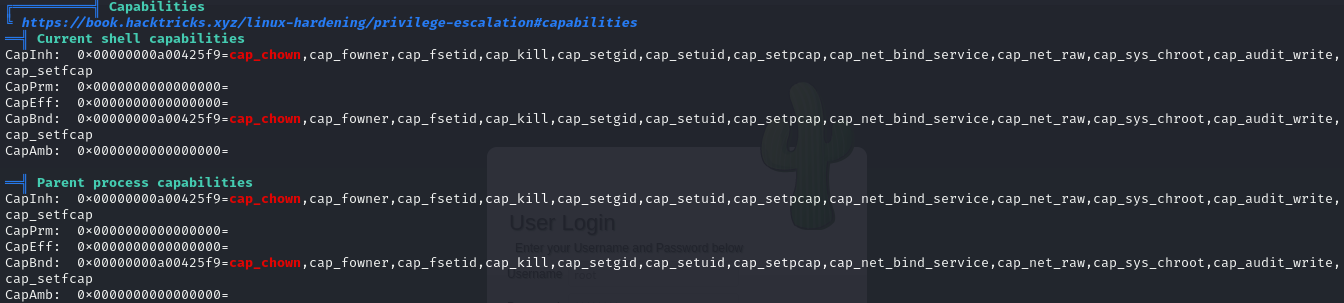 Capabilities
https://book.hacktricks.xyz/linux-hardening/privilege-escalation#capabilities
Current shell capabilities
CapInh:  0x00000000a00425f9=cap_chown,cap_fowner,cap_fsetid,cap_kill,cap_setgid,cap_setuid,cap_setpcap,cap_net_bind_service,cap_net_raw,cap_sys_chroot,cap_audit_write,
cap_setfcap
CapPrm:  0x0000000000000000=
CapEff:  0x0000000000000000=
CapBnd:  0x00000000a00425f9=cap_chown,cap_fowner,cap_fsetid,cap_kill,cap_setgid,cap_setuid,cap_setpcap,cap_net_bind_service,cap_net_raw,cap_sys_chroot,cap_audit_write,
cap_setfcap
CapAmb:  0x0000000000000000=
Parent process capabilities
CapInh:  0x00000000a00425f9=cap_chown,cap_fowner,cap_fsetid,cap_kill,cap_setgid,cap_setuid,cap_setpcap,cap_net_bind_service,cap_net_raw,cap_sys_chroot,cap_audit_write,
cap_setfcap
CapPrm:  0x0000000000000000=
User Login
CapEff:  0x0000000000000000=
Enter your Username and Password below
CapBnd:  0x00000000a00425f9=cap_chown,cap_fowner,cap_fsetid,cap_kill,cap_setgid,cap_setuid,cap_setpcap,cap_net_bind_service,cap_net_raw,cap_sys_chroot,cap_audit_write,
cap_setfcap
Username
CapAmb:  0x0000000000000000=